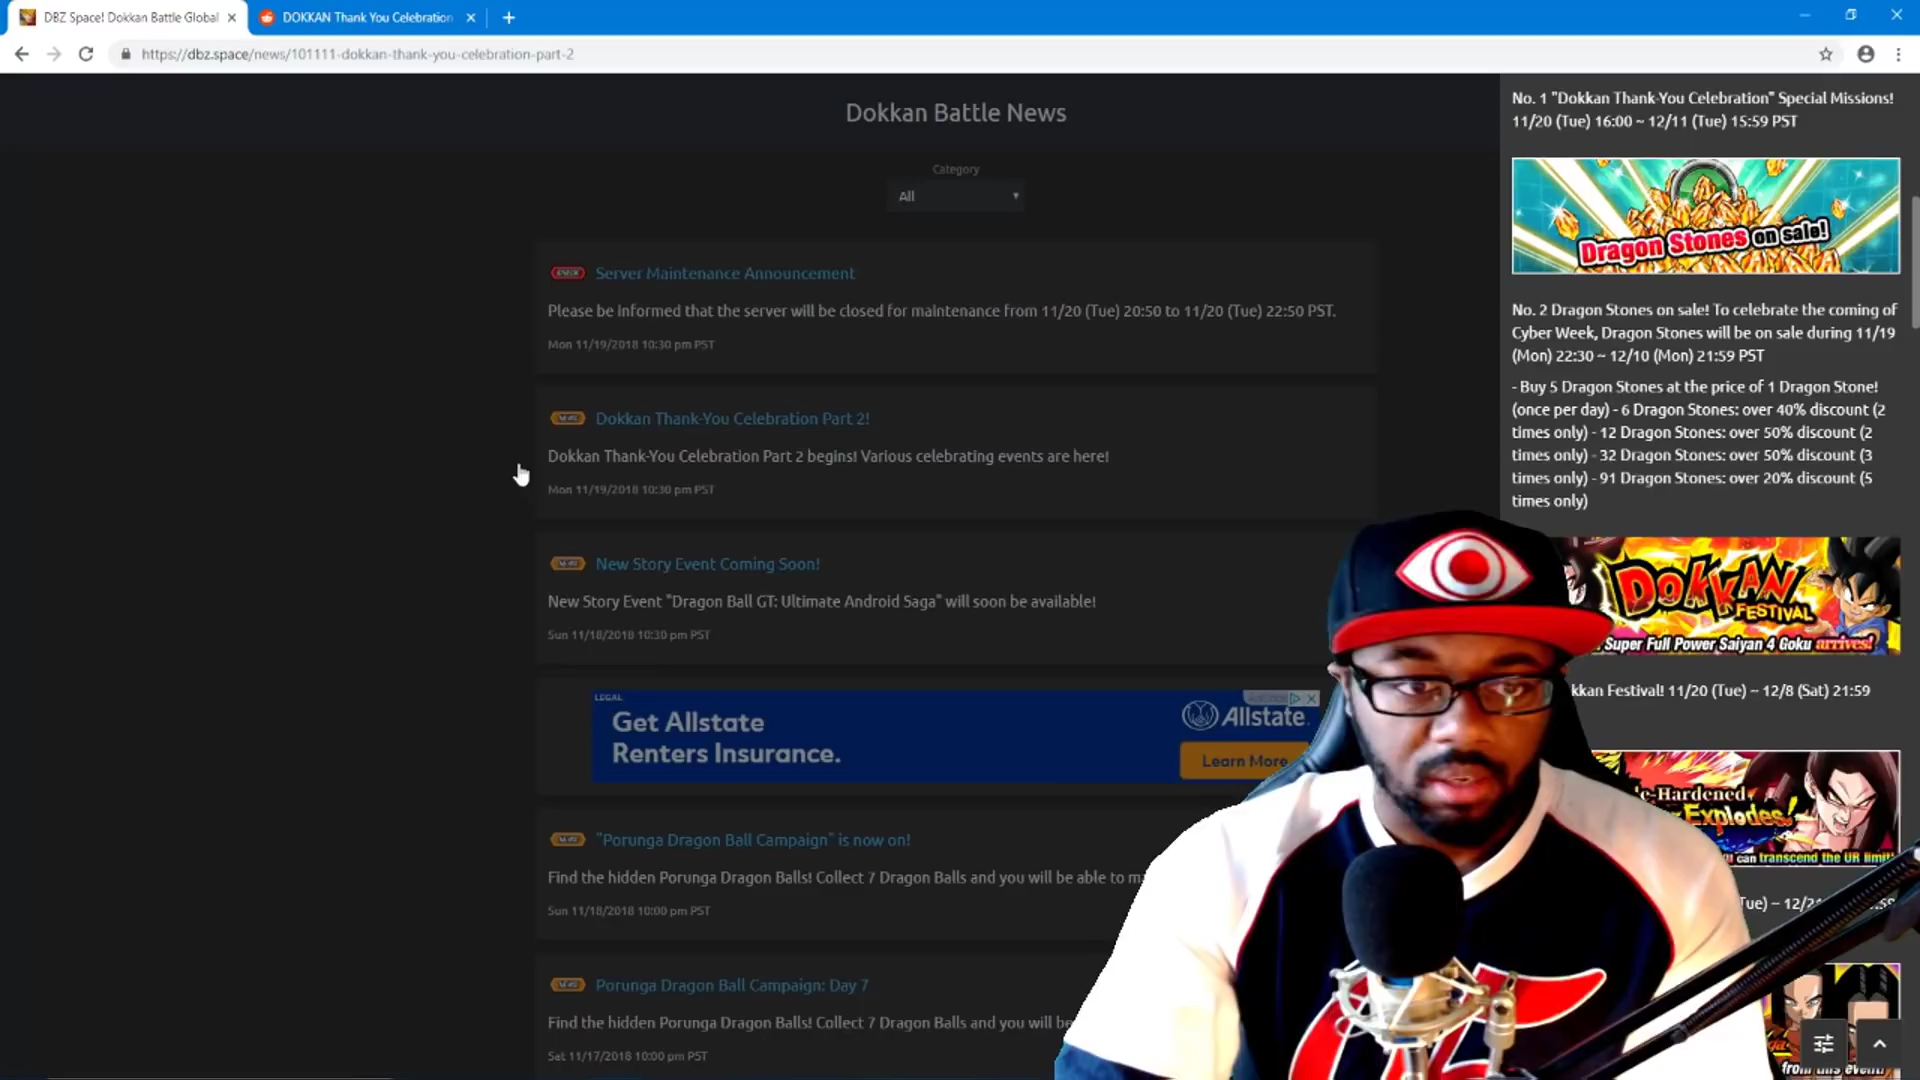 DBZ Space! Dokkan Battle Global
DOKKAN Thank You Celebration
https://dbz.space/news/101111-dokkan-thank-you-celebration-part-2
Dokkan Battle News
Category
All
Server Maintenance Announcement
Please be informed that the server will be closed for maintenance from 11/20 (Tue) 20:50 to 11/20 (Tue) 22:50 PST.
Mon 11/19/2018 10:30 pm PST
NEWS
Dokkan Thank-You Celebration Part 2!
Dokkan Thank-You Celebration Part 2 begins! Various celebrating events are here!
Mon 11/19/2018 10:30 pm PST
NEWS
New Story Event Coming Soon!
New Story Event "Dragon Ball GT: Ultimate Android Saga" will soon be available!
Sun 11/18/2018 10:30 pm PST
LEGAL
Get Allstate
Renters Insurance.
Allstate.
Learn More
NEWS
"Porunga Dragon Ball Campaign" is now on!
Find the hidden Porunga Dragon Balls! Collect 7 Dragon Balls and you will be able to m
Sun 11/18/2018 10:00 pm PST
NEWS
Porunga Dragon Ball Campaign: Day 7
Find the hidden Porunga Dragon Balls! Collect 7 Dragon Balls and you will be
Sat 11/17/2018 10:00 pm PST
No. 1 "Dokkan Thank-You Celebration" Special Missions!
11/20 (Tue) 16:00 ~ 12/11 (Tue) 15:59 PST
Dragon Stones on sale!
No. 2 Dragon Stones on sale! To celebrate the coming of
Cyber Week, Dragon Stones will be on sale during 11/19
(Mon) 22:30 ~ 12/10 (Mon) 21:59 PST
- Buy 5 Dragon Stones at the price of 1 Dragon Stone!
(once per day) - 6 Dragon Stones: over 40% discount (2
times only) - 12 Dragon Stones: over 50% discount (2
times only) - 32 Dragon Stones: over 50% discount (3
times only) - 91 Dragon Stones: over 20% discount (5
times only)
DOKKAN
FESTIVAL
Super Full Power Saiyan 4 Goku arrives!
kkan Festival! 11/20 (Tue) ~ 12/8 (Sat) 21:59
e-Hardened
Explodes!
can transcend the UR limit!
Tue) ~ 12/2
from this event!